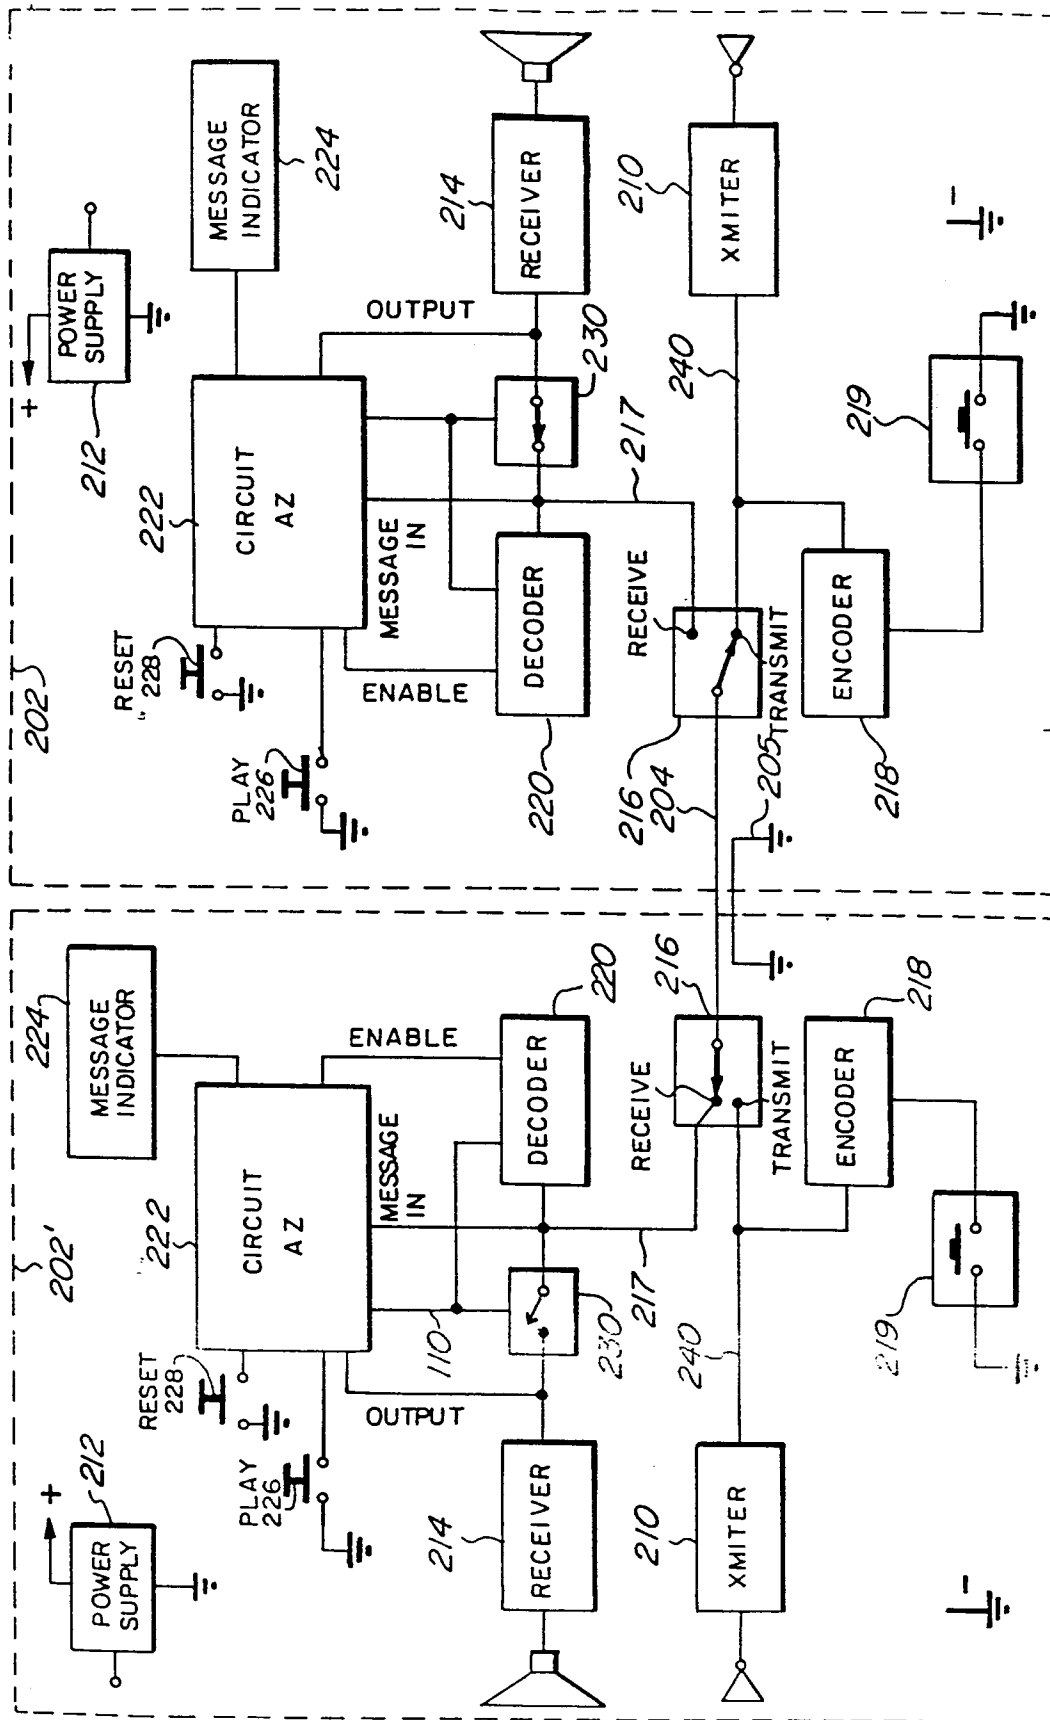 202'
212
+
POWER
SUPPLY
RESET
228
PLAY
226
222
CIRCUIT
AZ
224
MESSAGE
INDICATOR
OUTPUT
110
MESSAGE
IN
ENABLE
214
RECEIVER
230
DECODER
220
217
RECEIVE
216
210
XMITER
240
TRANSMIT
ENCODER
218
219
-
202
+
212
POWER
SUPPLY
RESET
228
PLAY
226
222
CIRCUIT
AZ
MESSAGE
INDICATOR
224
ENABLE
MESSAGE
IN
OUTPUT
220
DECODER
230
214
RECEIVER
217
216
204
RECEIVE
205
TRANSMIT
240
210
XMITER
218
ENCODER
219
-